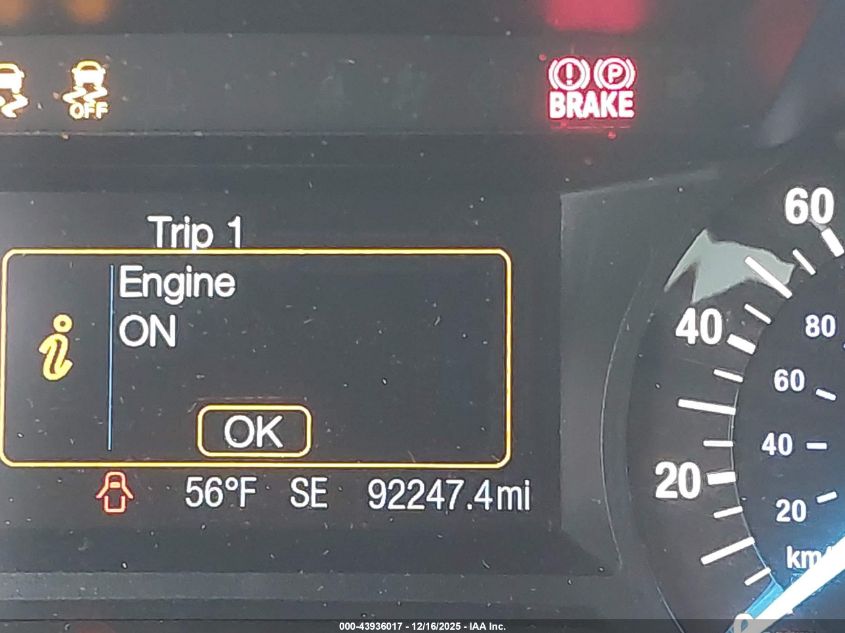 OFF
P
BRAKE
Trip 1
Engine
ON
i
OK
56°F SE 92247.4mi
60
40
20
80
60
40
20
km/
000-43936017 - 12/16/2025 - IAA Inc.